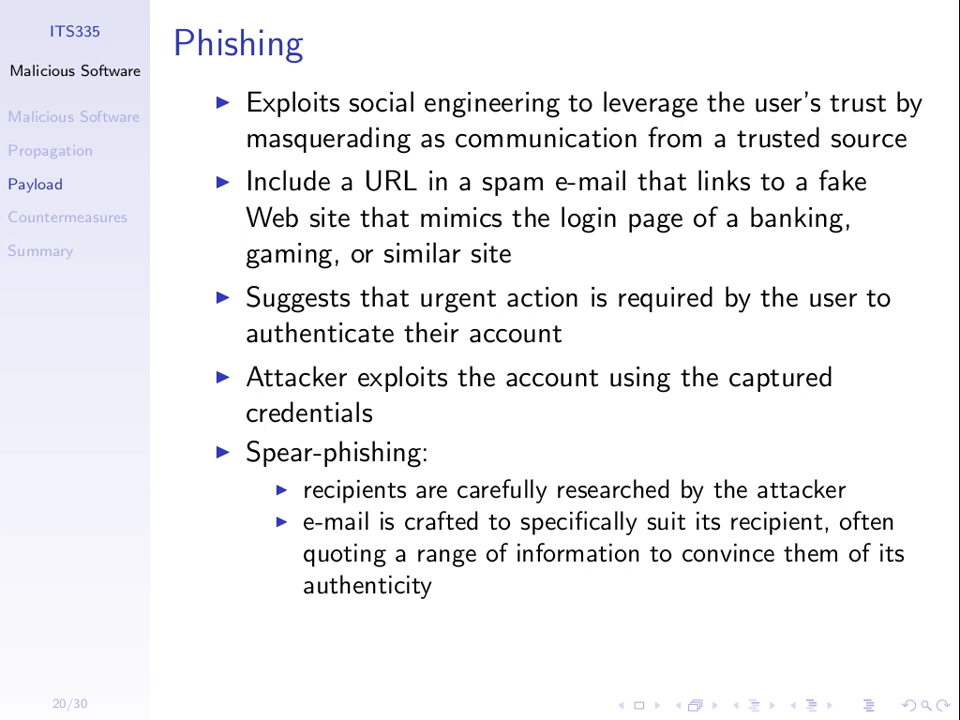 ITS335
Malicious Software
Malicious Software
Propagation
Payload
Countermeasures
Summary
Phishing
Exploits social engineering to leverage the user's trust by
masquerading as communication from a trusted source
Include a URL in a spam e-mail that links to a fake
Web site that mimics the login page of a banking,
gaming, or similar site
Suggests that urgent action is required by the user to
authenticate their account
Attacker exploits the account using the captured
credentials
Spear-phishing:
recipients are carefully researched by the attacker
e-mail is crafted to specifically suit its recipient, often
quoting a range of information to convince them of its
authenticity
20/30